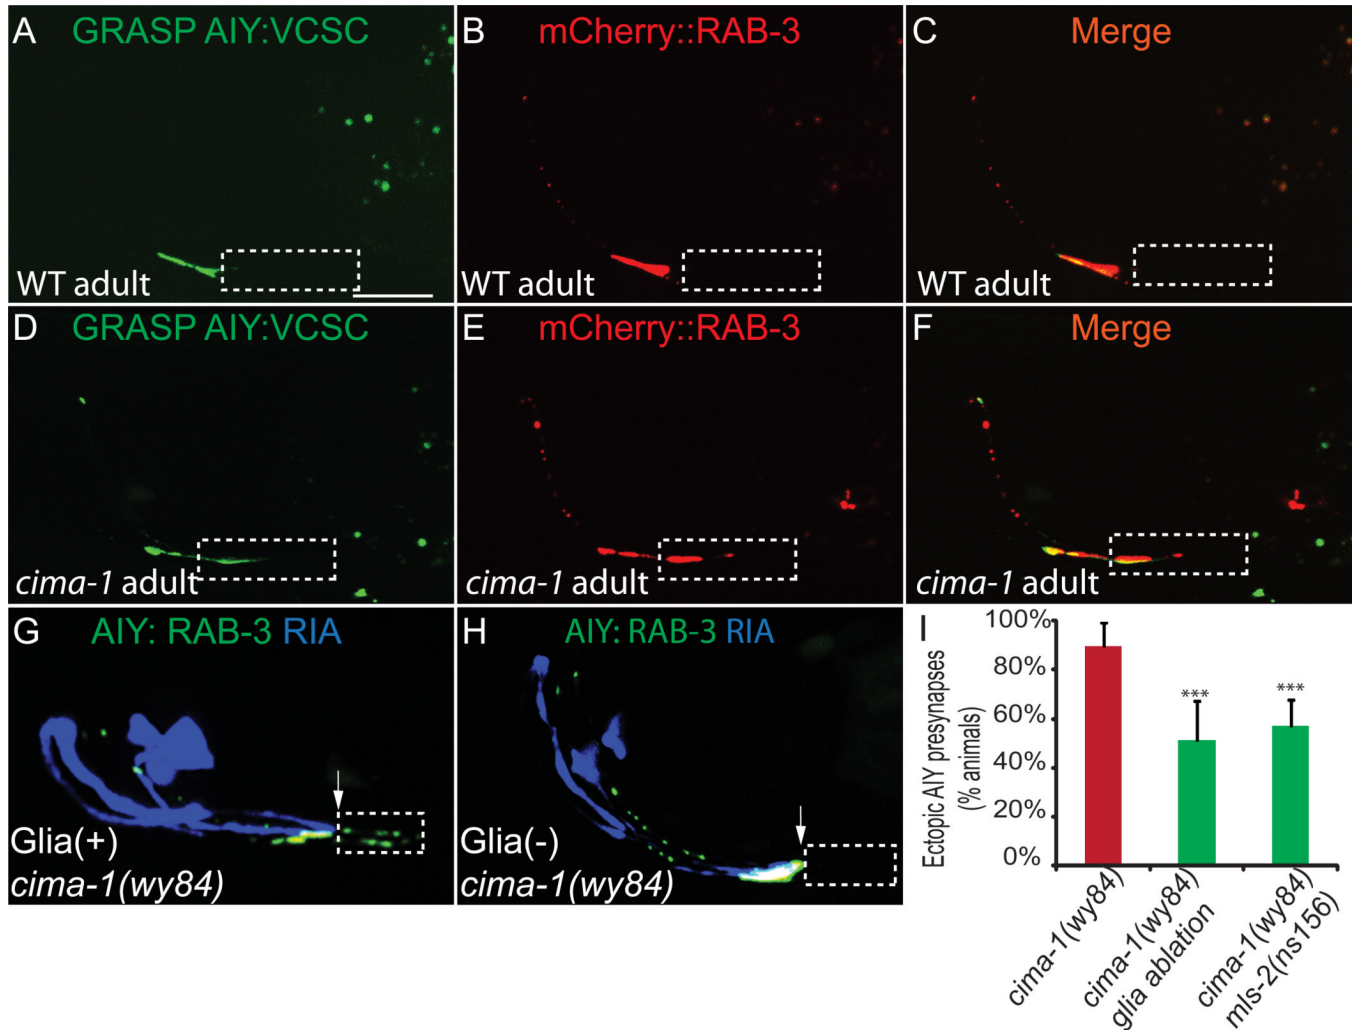 A GRASP AIY:VCSC
WT adult
B mCherry::RAB-3
WT adult
C Merge
WT adult
D GRASP AIY:VCSC
cima-1 adult
E mCherry::RAB-3
cima-1 adult
F Merge
cima-1 adult
G AIY: RAB-3 RIA
Glia(+)
cima-1(wy84)
H AIY: RAB-3 RIA
Glia(-)
cima-1(wy84)
I
Ectopic AIY presynapses
(% animals)
100%
80%
60%
40%
20%
0%
***
***
cima-1(wy84)
cima-1(wy84)
glia ablation
cima-1(wy84)
mls-2(ns156)